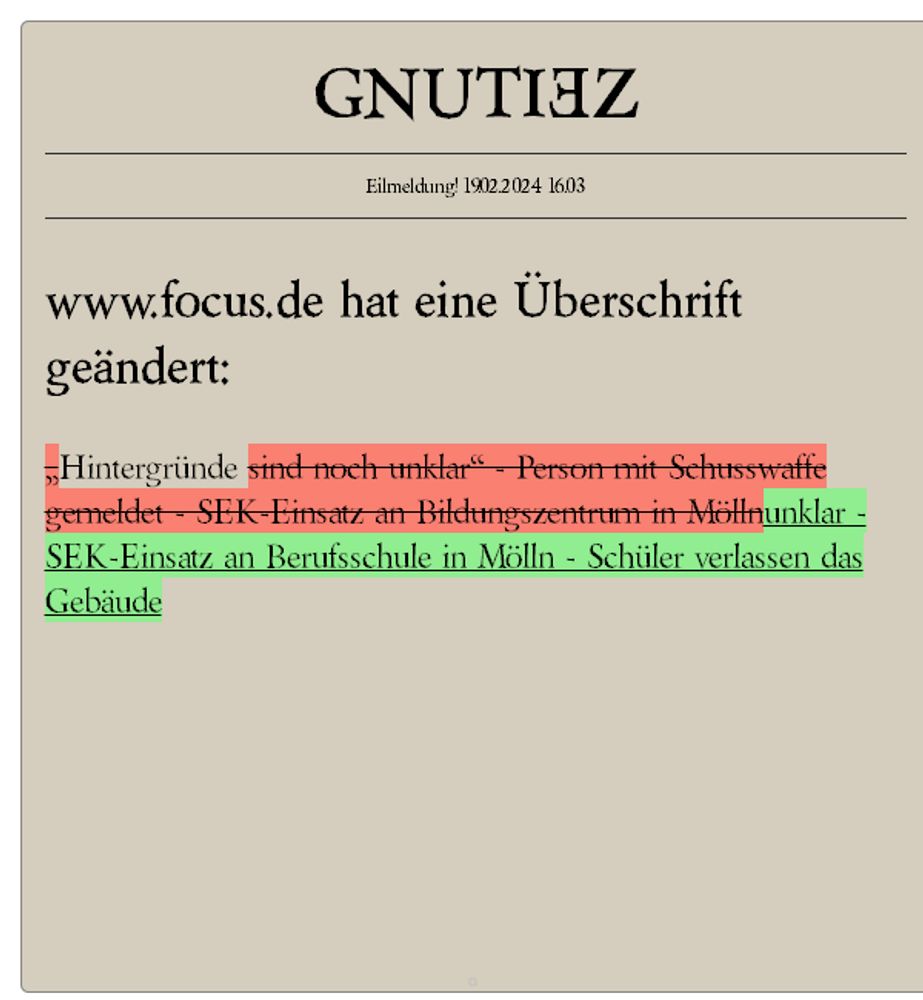 GNUTIƎZ
Eilmeldung! 19.02.2024 16:03
www.focus.de hat eine Überschrift
geändert:
„Hintergründe sind noch unklar“ - Person mit Schusswaffe
gemeldet - SEK-Einsatz an Bildungszentrum in Möllnunklar -
SEK-Einsatz an Berufsschule in Mölln - Schüler verlassen das
Gebäude